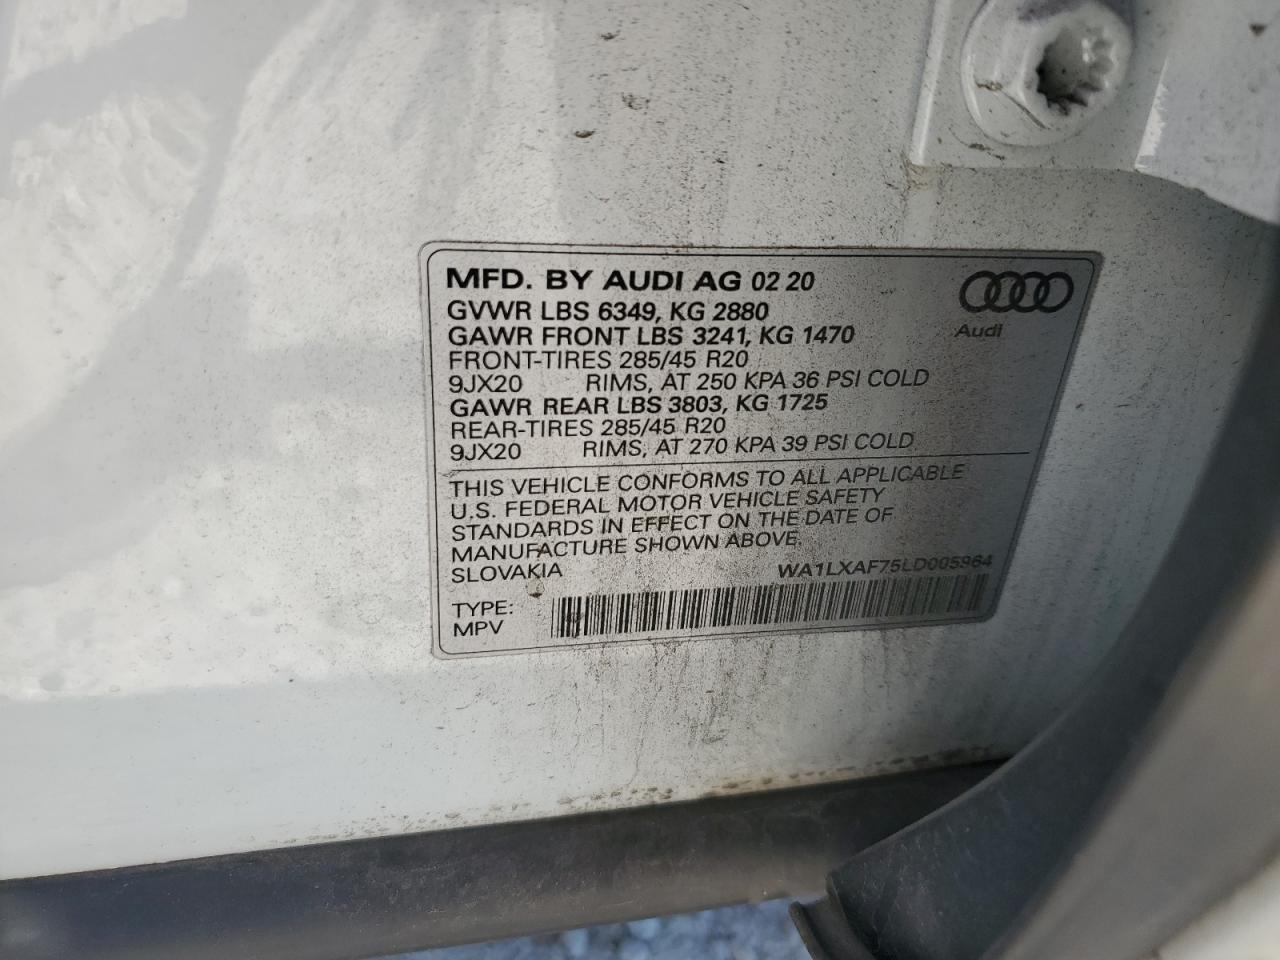 MFD. BY AUDI AG 02 20
GVWR LBS 6349, KG 2880
GAWR FRONT LBS 3241, KG 1470
FRONT-TIRES 285/45 R20
9JX20 RIMS, AT 250 KPA 36 PSI COLD
GAWR REAR LBS 3803, KG 1725
REAR-TIRES 285/45 R20
9JX20 RIMS, AT 270 KPA 39 PSI COLD
Audi
THIS VEHICLE CONFORMS TO ALL APPLICABLE
U.S. FEDERAL MOTOR VEHICLE SAFETY
STANDARDS IN EFFECT ON THE DATE OF
MANUFACTURE SHOWN ABOVE.
SLOVAKIA WA1LXAF75LD005964
TYPE:
MPV